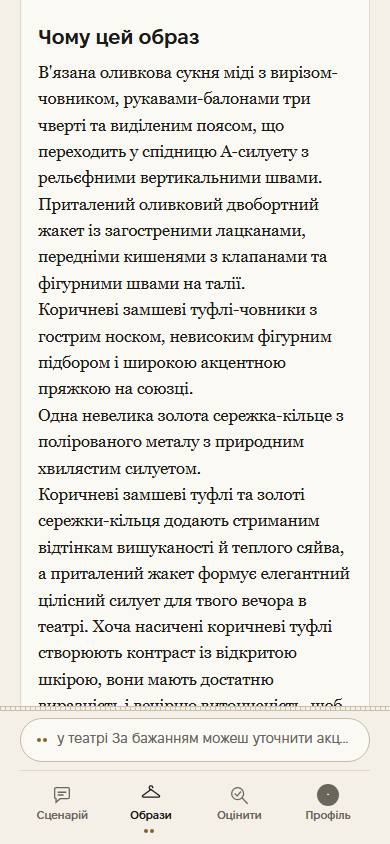 Чому цей образ
В'язана оливкова сукня міді з вирізом-
човником, рукавами-балонами три
чверті та виділеним поясом, що
переходить у спідницю А-силуету з
рельєфними вертикальними швами.
Приталений оливковий двобортний
жакет із загостреними лацканами,
передніми кишенями з клапанами та
фігурними швами на талії.
Коричневі замшеві туфлі-човники з
гострим носком, невисоким фігурним
підбором і широкою акцентною
пряжкою на союзці.
Одна невелика золота сережка-кільце з
полірованого металу з природним
хвилястим силуетом.
Коричневі замшеві туфлі та золоті
сережки-кільця додають стриманим
відтінкам вишуканості й теплого сяйва,
а приталений жакет формує елегантний
цілісний силует для твого вечора в
театрі. Хоча насичені коричневі туфлі
створюють контраст із відкритою
шкірою, вони мають достатню
у театрі За бажанням можеш уточнити акц...
Сценарій
Образи
Оцінити
Профіль